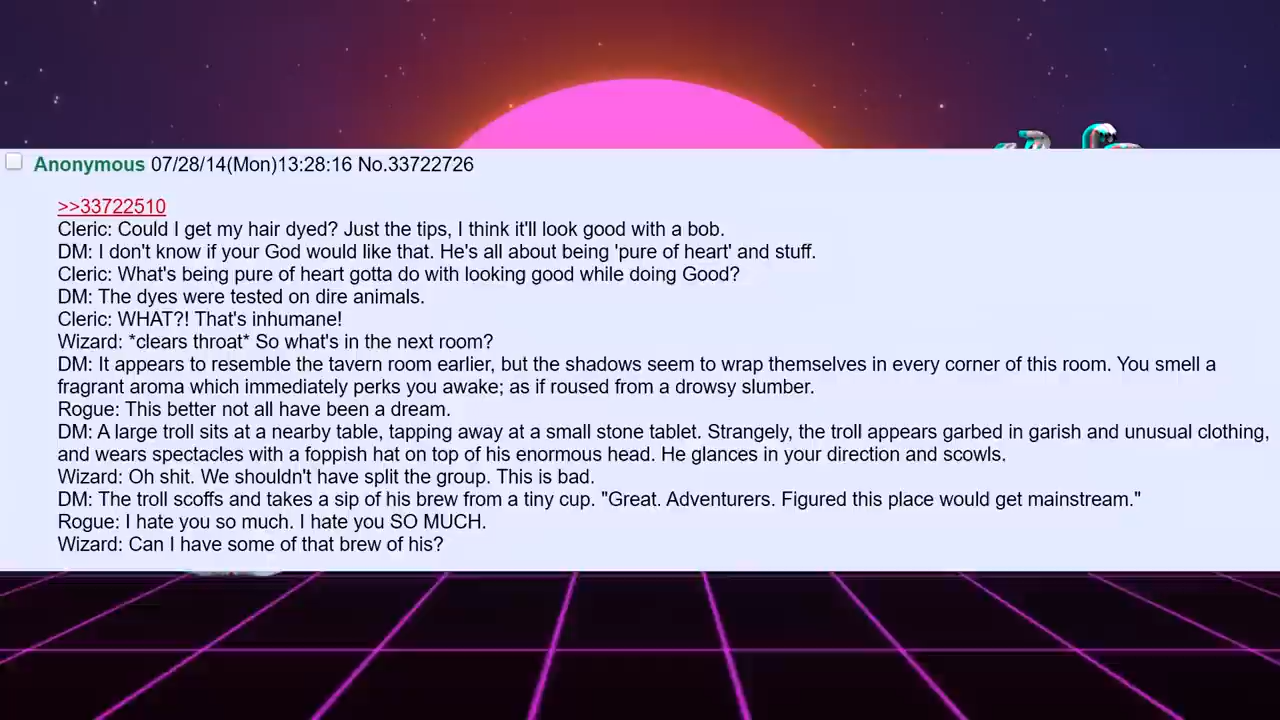 Anonymous 07/28/14(Mon)13:28:16 No.33722726
>>33722510
Cleric: Could I get my hair dyed? Just the tips, I think it'll look good with a bob.
DM: I don't know if your God would like that. He's all about being 'pure of heart' and stuff.
Cleric: What's being pure of heart gotta do with looking good while doing Good?
DM: The dyes were tested on dire animals.
Cleric: WHAT?! That's inhumane!
Wizard: *clears throat* So what's in the next room?
DM: It appears to resemble the tavern room earlier, but the shadows seem to wrap themselves in every corner of this room. You smell a
fragrant aroma which immediately perks you awake; as if roused from a drowsy slumber.
Rogue: This better not all have been a dream.
DM: A large troll sits at a nearby table, tapping away at a small stone tablet. Strangely, the troll appears garbed in garish and unusual clothing,
and wears spectacles with a foppish hat on top of his enormous head. He glances in your direction and scowls.
Wizard: Oh shit. We shouldn't have split the group. This is bad.
DM: The troll scoffs and takes a sip of his brew from a tiny cup. "Great. Adventurers. Figured this place would get mainstream."
Rogue: I hate you so much. I hate you SO MUCH.
Wizard: Can I have some of that brew of his?